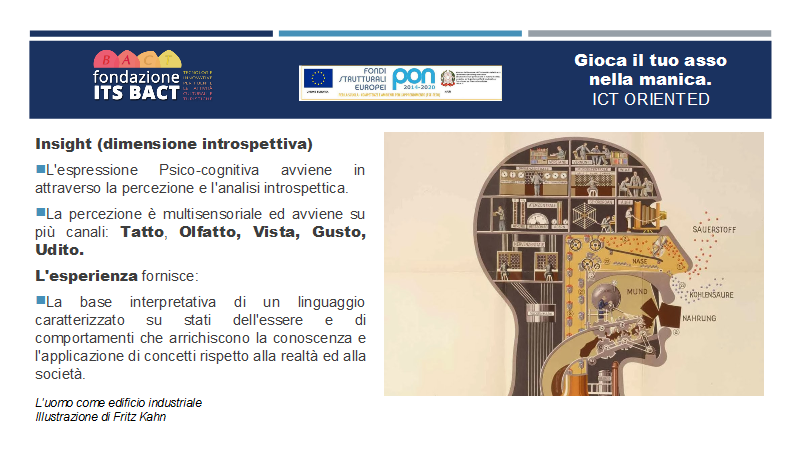 BACT
fondazione
ITS BACT
TECNOLOGIE
INNOVATIVE
FONDI
STRUTTURALI
EUROPEI
pon
2014-2020
Gioca il tuo asso
nella manica.
ICT ORIENTED
Insight (dimensione introspettiva)
L'espressione Psico-cognitiva avviene in
attraverso la percezione e l'analisi introspettica.
La percezione è multisensoriale ed avviene su
più canali: Tatto, Olfatto, Vista, Gusto,
Udito.
L'esperienza fornisce:
La base interpretativa di un linguaggio
caratterizzato su stati dell'essere e di
comportamenti che arrichiscono la conoscenza e
l'applicazione di concetti rispetto alla realtà ed alla
società.
L'uomo come edificio industriale
Illustrazione di Fritz Kahn
SAUERSTOFF
NASE
MUND
KOHLENSÄURE
NAHRUNG